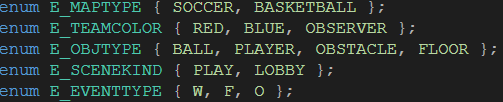 enum E_MAPTYPE { SOCCER, BASKETBALL };
enum E_TEAMCOLOR { RED, BLUE, OBSERVER };
enum E_OBJTYPE { BALL, PLAYER, OBSTACLE, FLOOR };
enum E_SCENEKIND { PLAY, LOBBY };
enum E_EVENTTYPE { W, F, O };